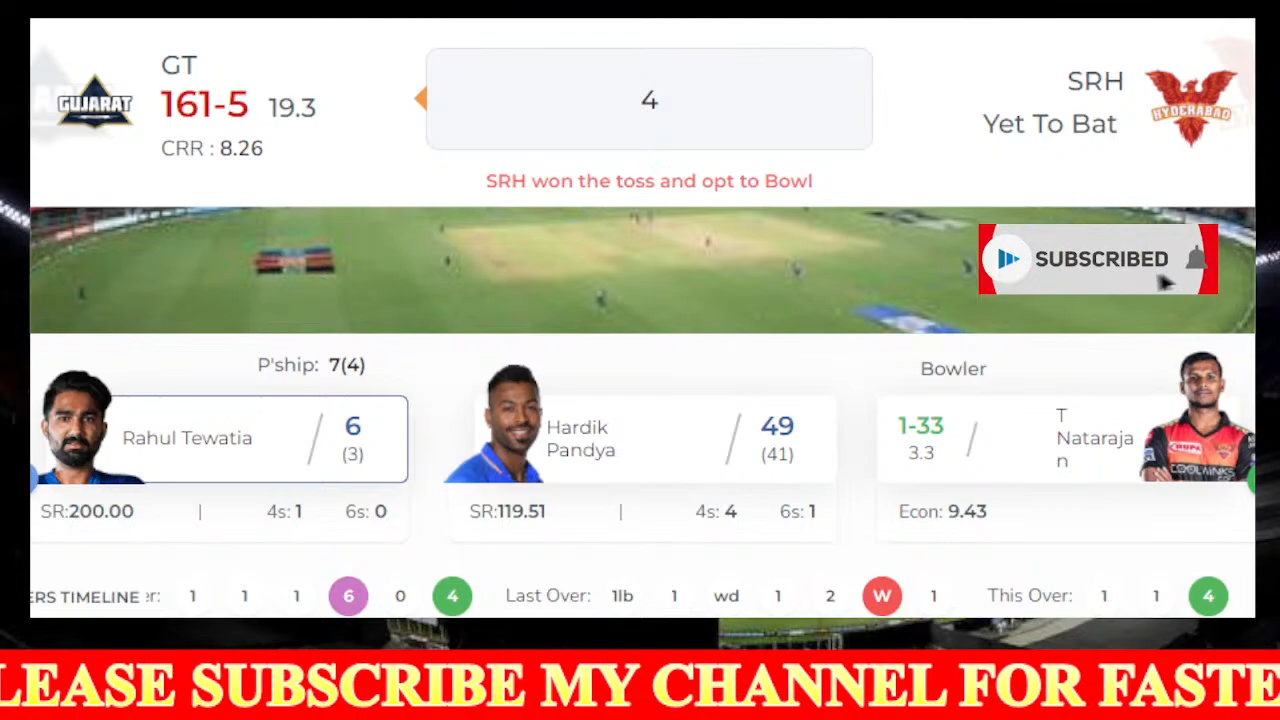 GT
161-5 19.3
CRR : 8.26
GUJARAT
4
SRH won the toss and opt to Bowl
SRH
Yet To Bat
HYDERABAD
SUBSCRIBED
P'ship: 7(4)
Rahul Tewatia
6
(3)
SR:200.00 | 4s: 1 6s: 0
Hardik
Pandya
49
(41)
SR:119.51 | 4s: 4 6s: 1
Bowler
1-33
3.3
T
Nataraja
n
COOLWINKS
Econ: 9.43
ERS TIMELINE er: 1 1 1 6 0 4 Last Over: 1lb 1 wd 1 2 W 1 This Over: 1 1 4
LEASE SUBSCRIBE MY CHANNEL FOR FASTE